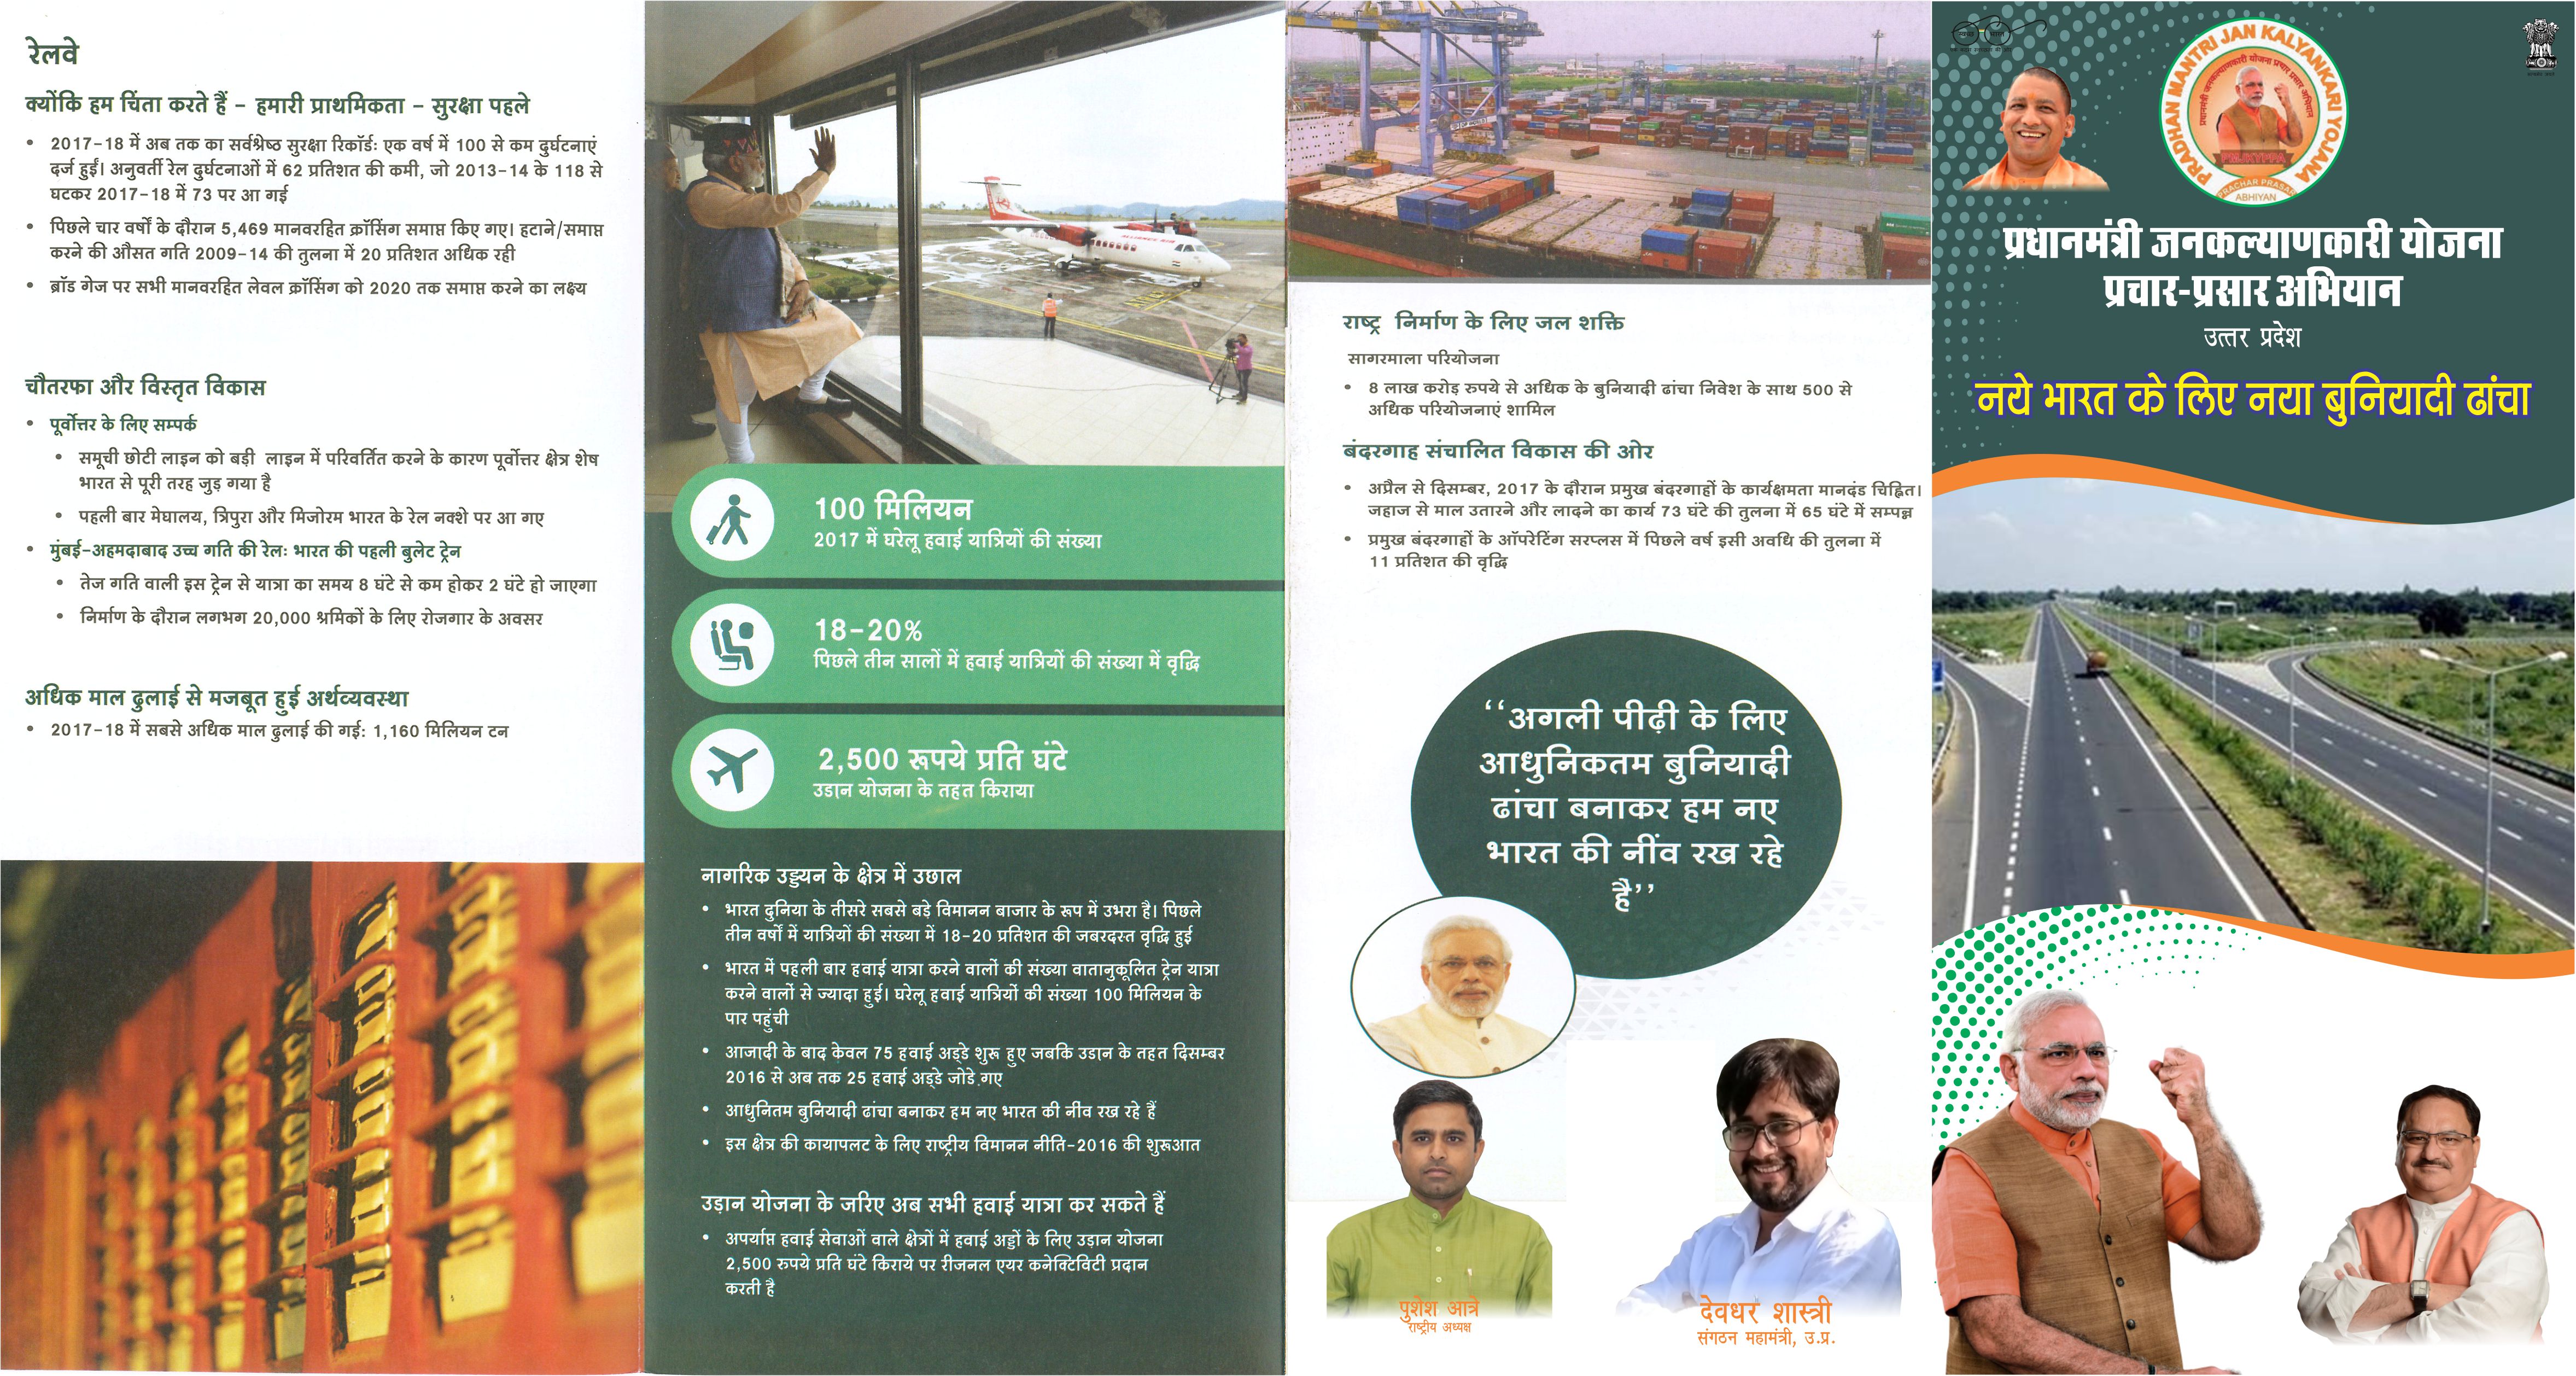 रेलवे
क्योंकि हम चिंता करते हैं – हमारी प्राथमिकता – सुरक्षा पहले
• 2017-18 में अब तक का सर्वश्रेष्ठ सुरक्षा रिकॉर्डः एक वर्ष में 100 से कम दुर्घटनाएं
दर्ज हुईं। अनुवर्ती रेल दुर्घटनाओं में 62 प्रतिशत की कमी, जो 2013-14 के 118 से
घटकर 2017-18 में 73 पर आ गई
• पिछले चार वर्षों के दौरान 5,469 मानवरहित क्रॉसिंग समाप्त किए गए। हटाने/समाप्त
करने की औसत गति 2009-14 की तुलना में 20 प्रतिशत अधिक रही
• ब्रॉड गेज पर सभी मानवरहित लेवल क्रॉसिंग को 2020 तक समाप्त करने का लक्ष्य
चौतरफा और विस्तृत विकास
• पूर्वोत्तर के लिए सम्पर्क
• समूची छोटी लाइन को बड़ी लाइन में परिवर्तित करने के कारण पूर्वोत्तर क्षेत्र शेष
भारत से पूरी तरह जुड़ गया है
• पहली बार मेघालय, त्रिपुरा और मिजोरम भारत के रेल नक्शे पर आ गए
• मुंबई-अहमदाबाद उच्च गति की रेलः भारत की पहली बुलेट ट्रेन
• तेज गति वाली इस ट्रेन से यात्रा का समय 8 घंटे से कम होकर 2 घंटे हो जाएगा
• निर्माण के दौरान लगभग 20,000 श्रमिकों के लिए रोजगार के अवसर
अधिक माल ढुलाई से मजबूत हुई अर्थव्यवस्था
• 2017-18 में सबसे अधिक माल ढुलाई की गई: 1,160 मिलियन टन
100 मिलियन
2017 में घरेलू हवाई यात्रियों की संख्या
18-20%
पिछले तीन सालों में हवाई यात्रियों की संख्या में वृद्धि
2,500 रूपये प्रति घंटे
उडा़न योजना के तहत किराया
नागरिक उड्डयन के क्षेत्र में उछाल
• भारत दुनिया के तीसरे सबसे बड़े विमानन बाजार के रूप में उभरा है। पिछले
तीन वर्षों में यात्रियों की संख्या में 18-20 प्रतिशत की जबरदस्त वृद्धि हुई
• भारत में पहली बार हवाई यात्रा करने वालों की संख्या वातानुकूलित ट्रेन यात्रा
करने वालों से ज्यादा हुई। घरेलू हवाई यात्रियों की संख्या 100 मिलियन के
पार पहुंची
• आजा़दी के बाद केवल 75 हवाई अड्डे शुरू हुए जबकि उडा़न के तहत दिसम्बर
2016 से अब तक 25 हवाई अड्डे जोडे़ गए
• आधुनितम बुनियादी ढांचा बनाकर हम नए भारत की नींव रख रहे हैं
• इस क्षेत्र की कायापलट के लिए राष्ट्रीय विमानन नीति-2016 की शुरूआत
उड़ान योजना के जरिए अब सभी हवाई यात्रा कर सकते हैं
• अपर्याप्त हवाई सेवाओं वाले क्षेत्रों में हवाई अड्डों के लिए उडा़न योजना
2,500 रुपये प्रति घंटे किराये पर रीजनल एयर कनेक्टिविटी प्रदान
करती है
राष्ट्र निर्माण के लिए जल शक्ति
सागरमाला परियोजना
• 8 लाख करोड़ रुपये से अधिक के बुनियादी ढांचा निवेश के साथ 500 से
अधिक परियोजनाएं शामिल
बंदरगाह संचालित विकास की ओर
• अप्रैल से दिसम्बर, 2017 के दौरान प्रमुख बंदरगाहों के कार्यक्षमता मानदंड चिह्नित।
जहाज से माल उतारने और लादने का कार्य 73 घंटे की तुलना में 65 घंटे में सम्पन्न
• प्रमुख बंदरगाहों के ऑपरेटिंग सरप्लस में पिछले वर्ष इसी अवधि की तुलना में
11 प्रतिशत की वृद्धि
‘‘अगली पीढ़ी के लिए
आधुनिकतम बुनियादी
ढांचा बनाकर हम नए
भारत की नींव रख रहे
है’’
पुशेश आत्रे
राष्ट्रीय अध्यक्ष
देवधर शास्त्री
संगठन महामंत्री, उ.प्र.
स्वच्छ भारत
PRADHAN MANTRI JAN KALYANKARI YOJANA
प्रधानमंत्री जनकल्याणकारी योजना प्रचार प्रसार अभियान
PMJKYPPA
PRACHAR PRASAR
ABHIYAN
प्रधानमंत्री जनकल्याणकारी योजना
प्रचार-प्रसार अभियान
उत्तर प्रदेश
नये भारत के लिए नया बुनियादी ढांचा